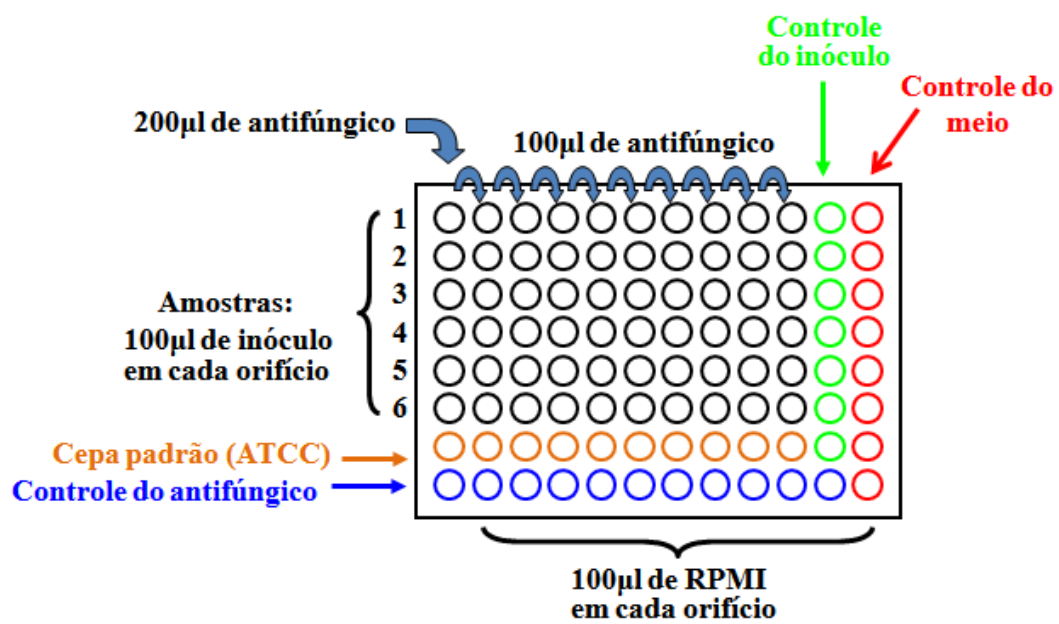 Controle
do inóculo
Controle do
meio
200µl de antifúngico
100µl de antifúngico
1
2
3
4
5
6
Amostras:
100µl de inóculo
em cada orifício
Cepa padrão (ATCC)
Controle do antifúngico
100µl de RPMI
em cada orifício